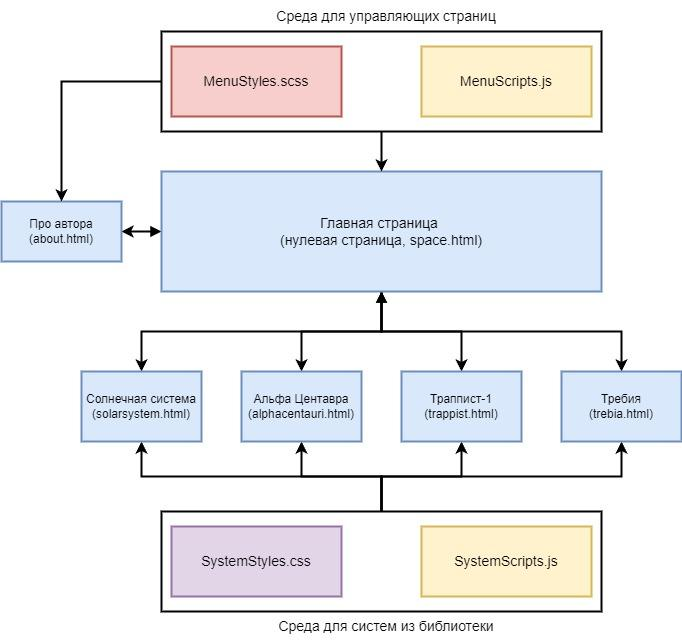 Среда для управляющих страниц
MenuStyles.scss
MenuScripts.js
Про автора
(about.html)
Главная страница
(нулевая страница, space.html)
Солнечная система
(solarsystem.html)
Альфа Центавра
(alphacentauri.html)
Траппист-1
(trappist.html)
Требия
(trebia.html)
SystemStyles.css
SystemScripts.js
Среда для систем из библиотеки